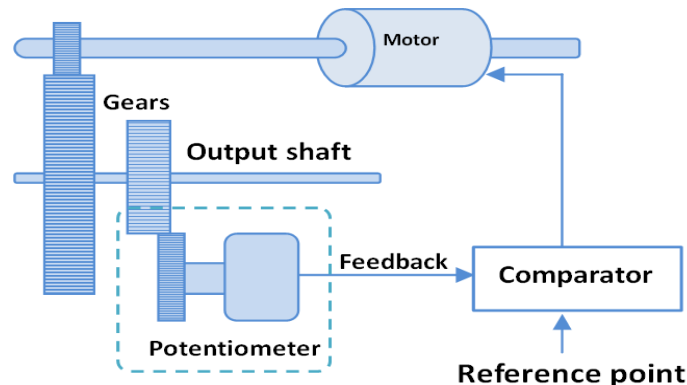 Motor
Gears
Output shaft
Feedback
Comparator
Potentiometer
Reference point